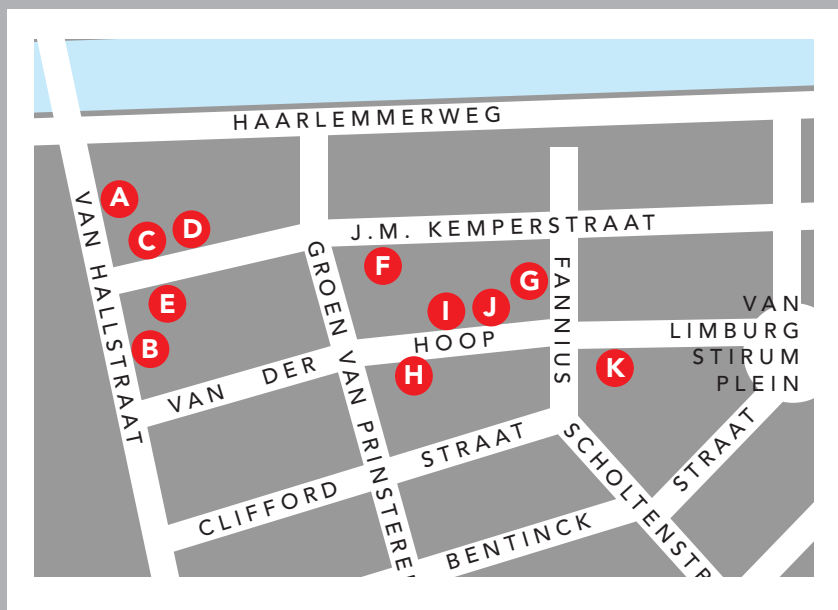 HAARLEMMERWEG
VAN HALLSTRAAT
A
D
C
J.M. KEMPERSTRAAT
GROEN VAN PRINSTERE
F
FANNIUS
G
E
I
J
VAN
LIMBURG
STIRUM
PLEIN
B
VAN DER HOOP
H
K
CLIFFORD STRAAT
SCHOLTENSTR
BENTINCK STRAAT